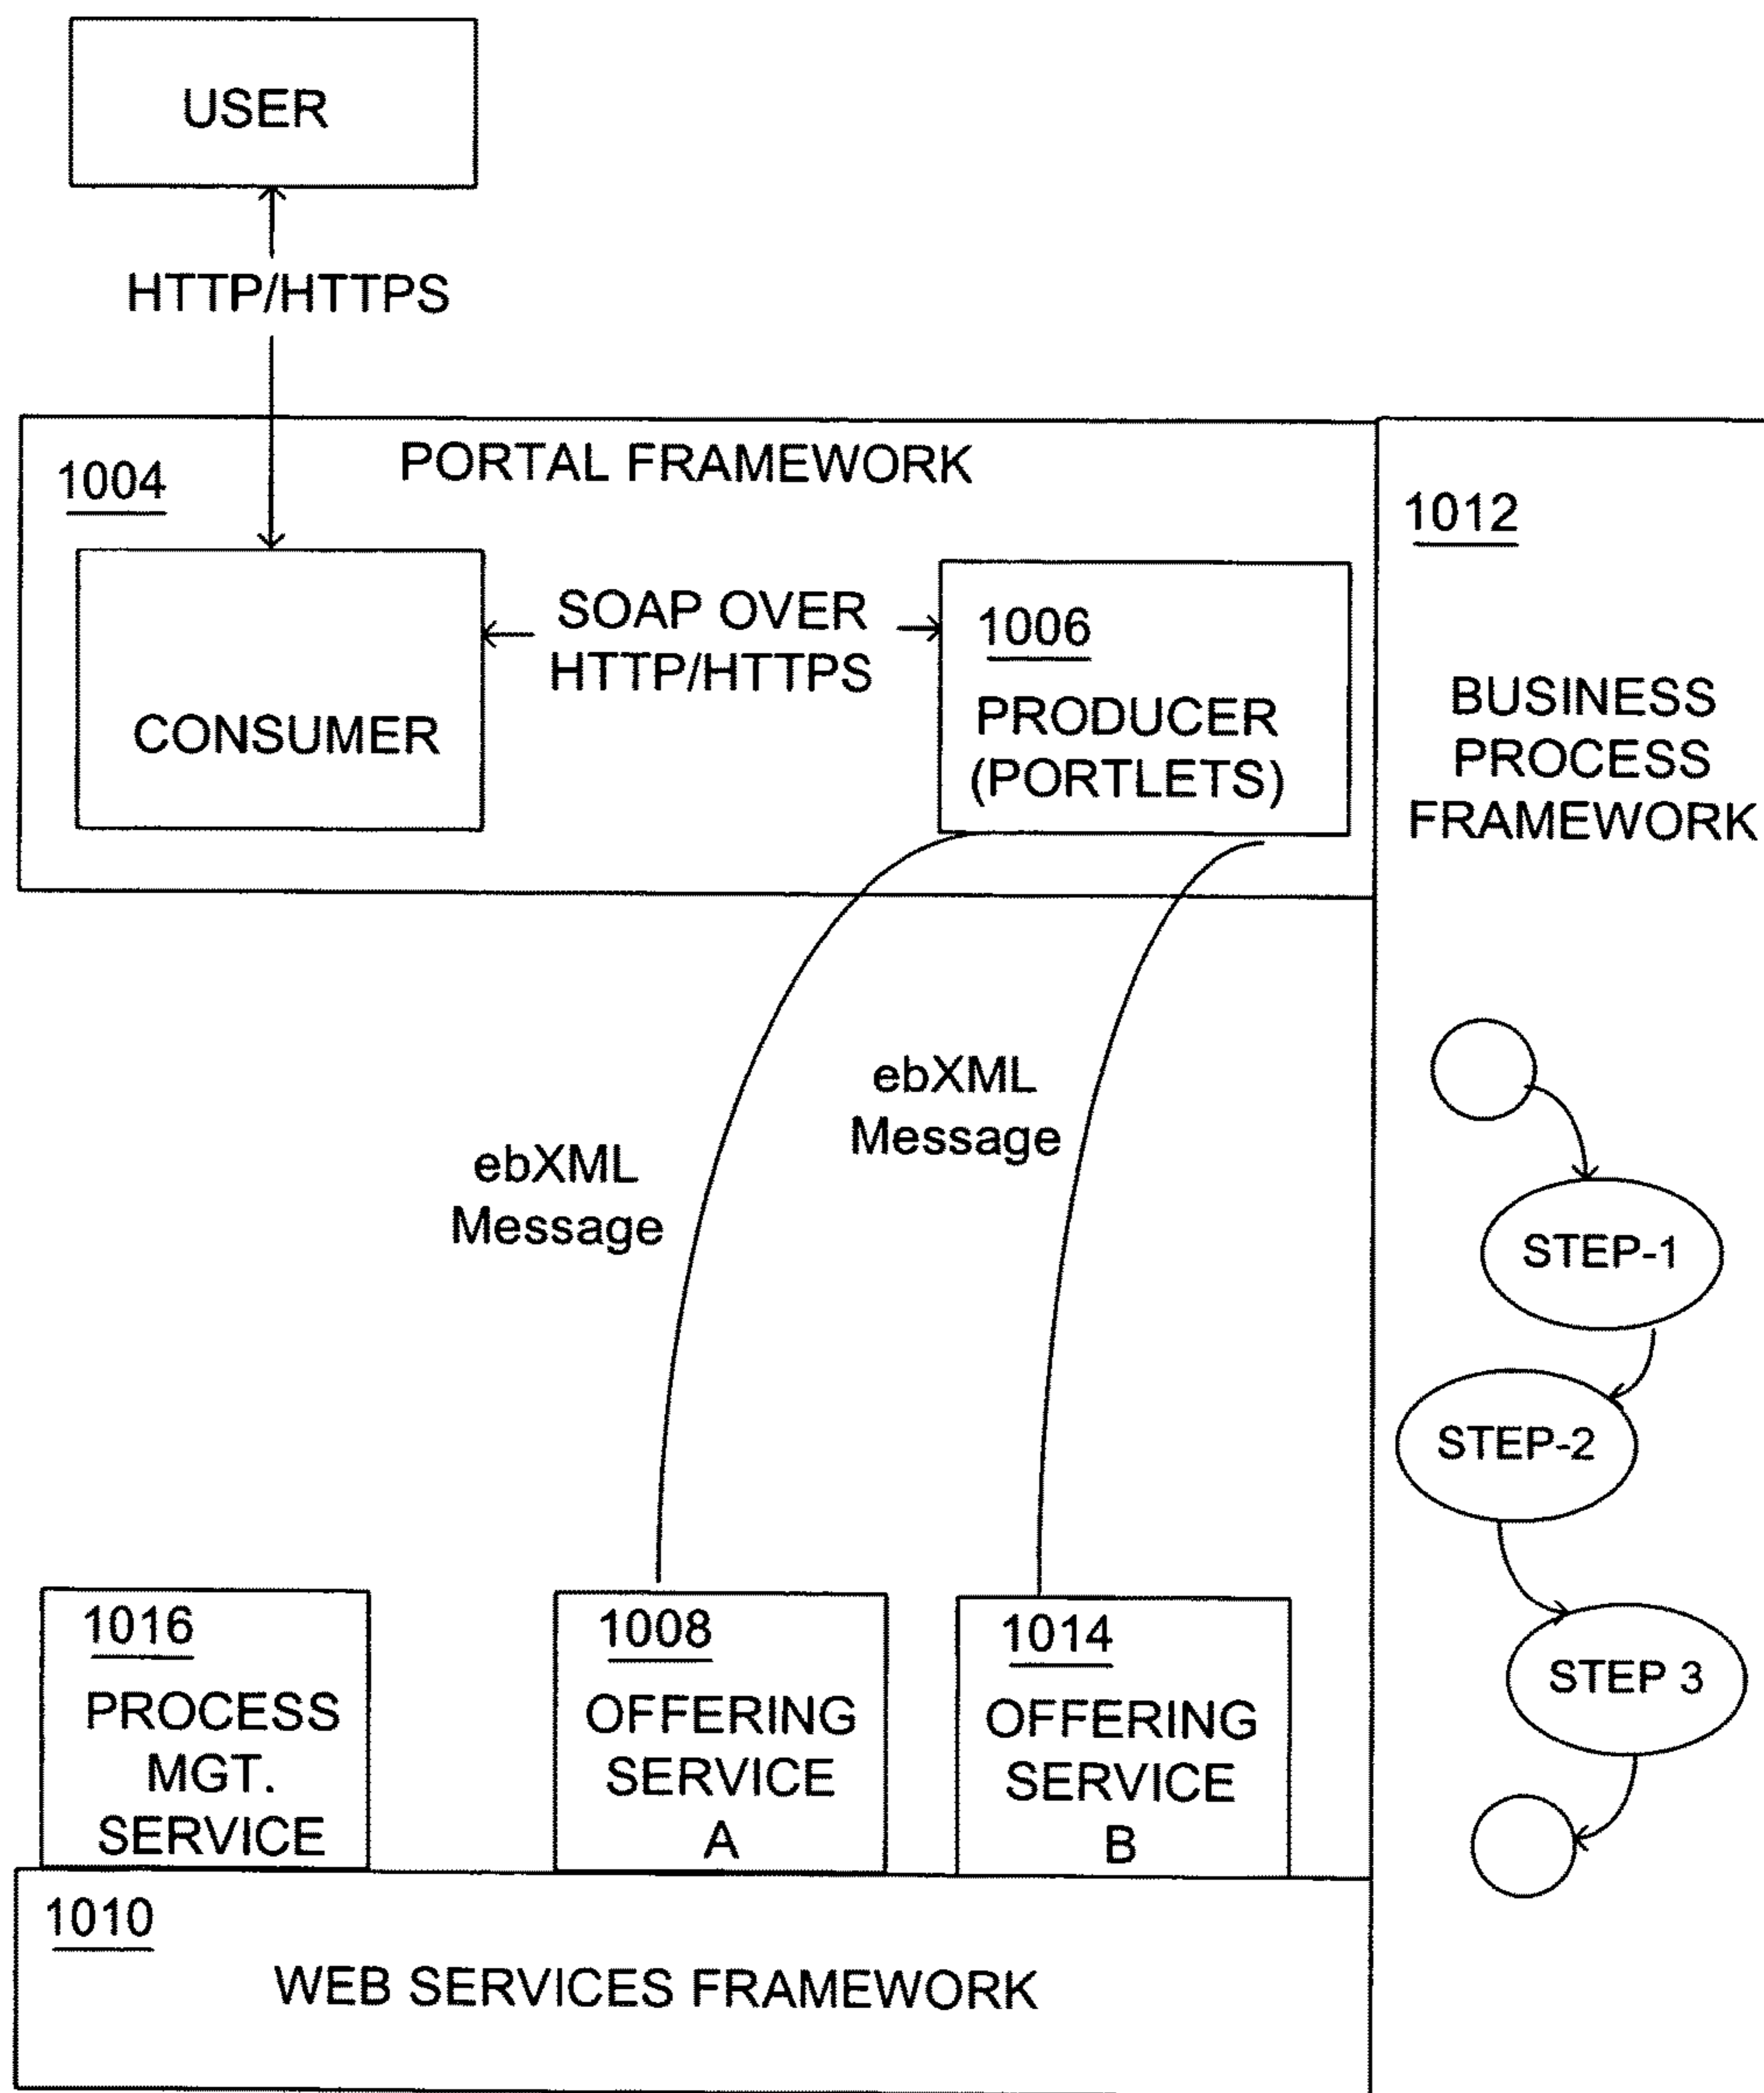 USER
HTTP/HTTPS
PORTAL FRAMEWORK
1004
CONSUMER
SOAP OVER
HTTP/HTTPS
1006
PRODUCER
(PORTLETS)
1012
BUSINESS
PROCESS
FRAMEWORK
ebXML
Message
ebXML
Message
STEP-1
STEP-2
STEP 3
1016
PROCESS
MGT.
SERVICE
1008
OFFERING
SERVICE
A
1014
OFFERING
SERVICE
B
1010
WEB SERVICES FRAMEWORK